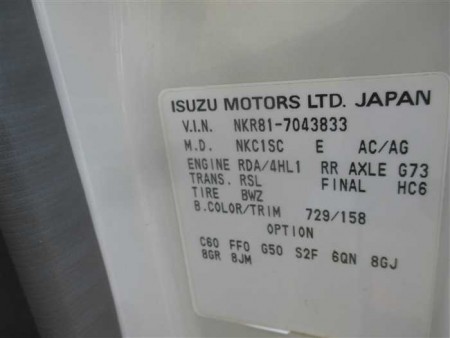 ISUZU MOTORS LTD. JAPAN
V.I.N. NKR81-7043833
M.D. NKC1SC E AC/AG
ENGINE RDA/4HL1 RR AXLE G73
TRANS. RSL FINAL HC6
TIRE BWZ
B.COLOR/TRIM 729/158
OPTION
C60 FF0 G50 S2F 6QN 8GJ
8GR 8JM